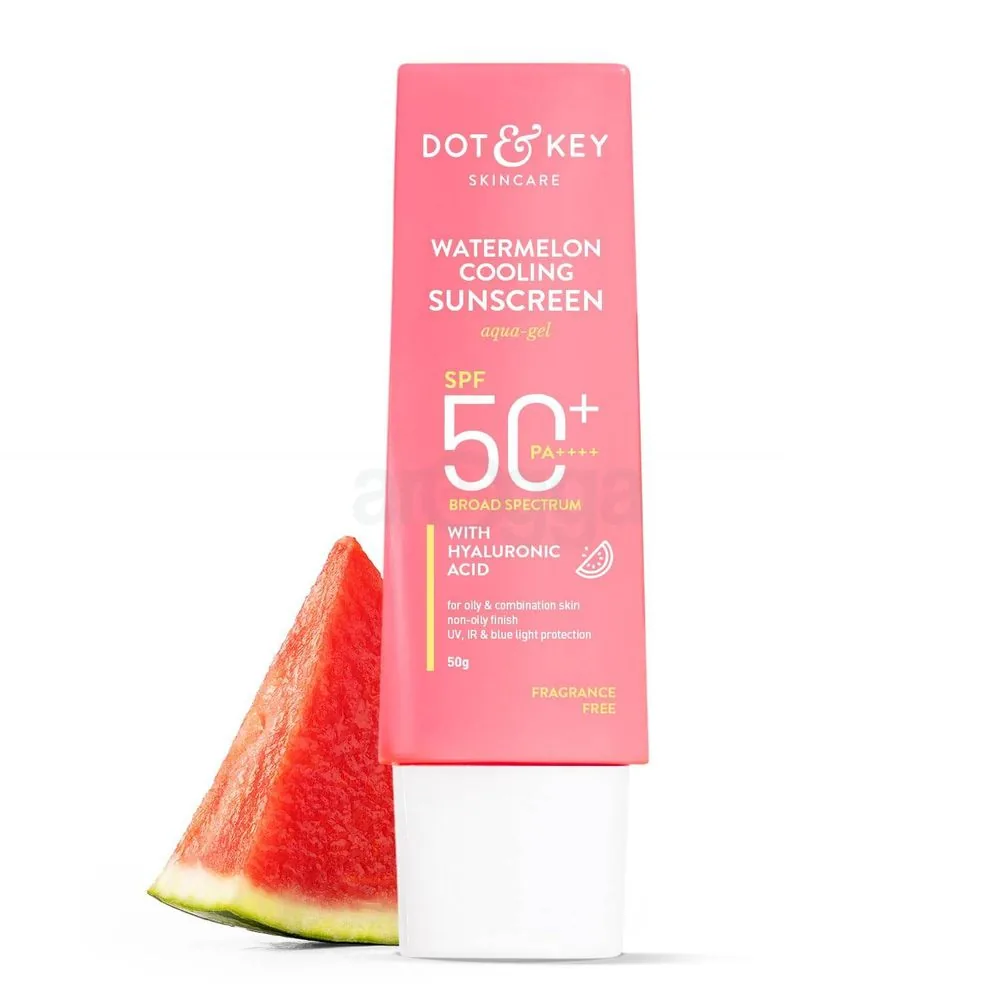 DOT & KEY
SKINCARE
WATERMELON
COOLING
SUNSCREEN
aqua-gel
SPF
50+
PA++++
BROAD SPECTRUM
WITH
HYALURONIC
ACID
for oily & combination skin
non-oily finish
UV, IR & blue light protection
50g
FRAGRANCE
FREE